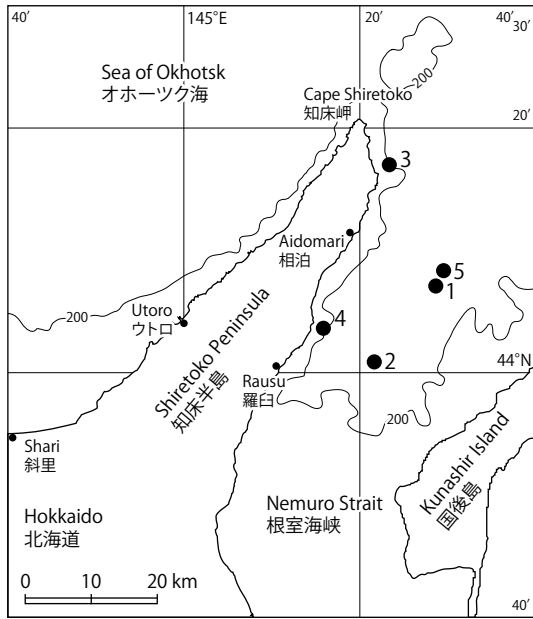 40′
145°E
20′
40′
30′
Sea of Okhotsk
オホーツク海
200
Cape Shiretoko
知床岬
20′
3
Aidomari
相泊
5
1
Utoro
ウトロ
200
4
Shiretoko Peninsula
知床半島
2
44°N
Rausu
羅臼
200
Shari
斜里
Kunashir Island
国後島
Hokkaido
北海道
Nemuro Strait
根室海峡
0 10 20 km
40′